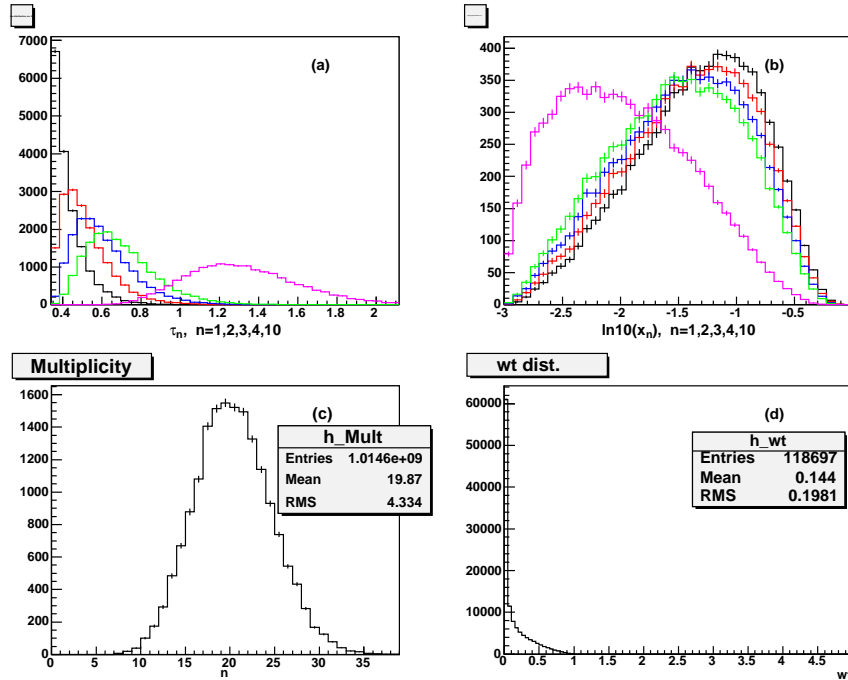 7000
6000
5000
4000
3000
2000
1000
0
(a)
0.4 0.6 0.8 1 1.2 1.4 1.6 1.8 2
τn, n=1,2,3,4,10
400
350
300
250
200
150
100
50
0
(b)
-3 -2.5 -2 -1.5 -1 -0.5
ln10(xn), n=1,2,3,4,10
Multiplicity
1600
1400
1200
1000
800
600
400
200
0
(c)
h_Mult
Entries 1.0146e+09
Mean 19.87
RMS 4.334
0 5 10 15 20 25 30 35
n
wt dist.
60000
50000
40000
30000
20000
10000
0
(d)
h_wt
Entries 118697
Mean 0.144
RMS 0.1981
0 0.5 1 1.5 2 2.5 3 3.5 4 4.5